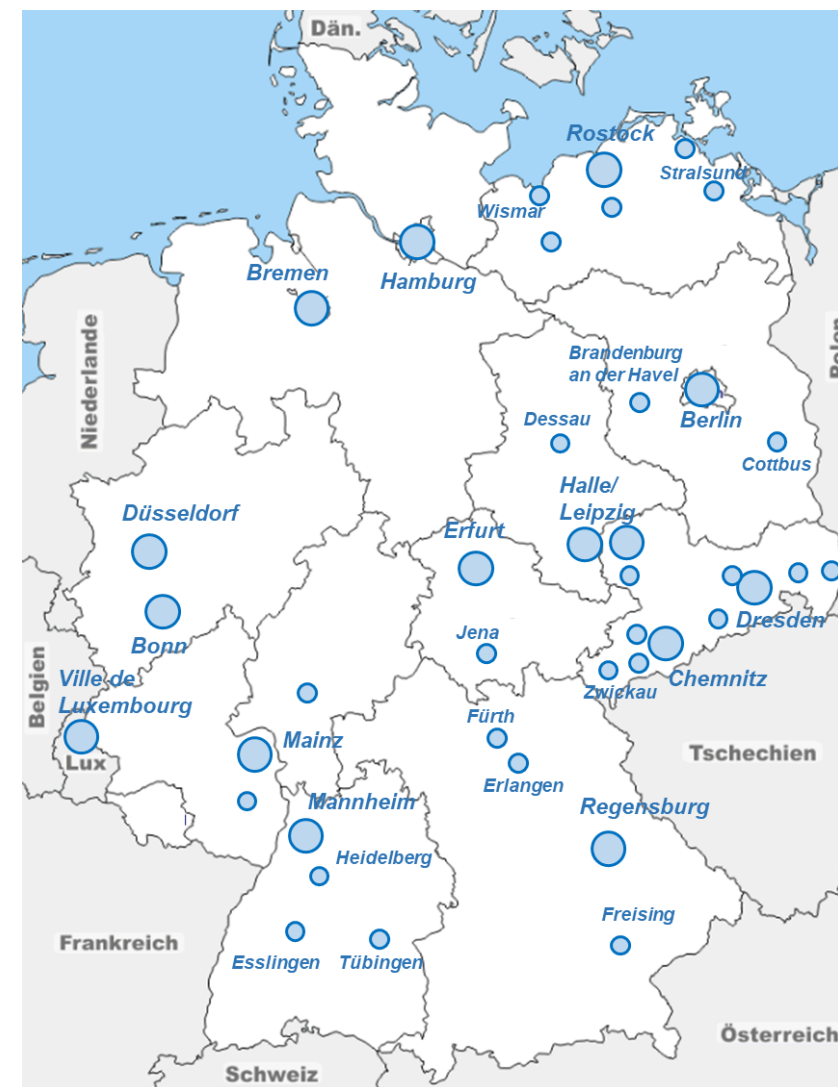 Dän.
Rostock
Stralsund
Wismar
Bremen
Hamburg
Niederlande
Polen
Brandenburg
an der Havel
Berlin
Dessau
Cottbus
Halle/
Leipzig
Düsseldorf
Erfurt
Dresden
Bonn
Jena
Belgien
Ville de
Luxembourg
Zwickau
Chemnitz
Fürth
Mainz
Lux
Tschechien
Erlangen
Mannheim
Regensburg
Heidelberg
Freising
Frankreich
Esslingen
Tübingen
Österreich
Schweiz